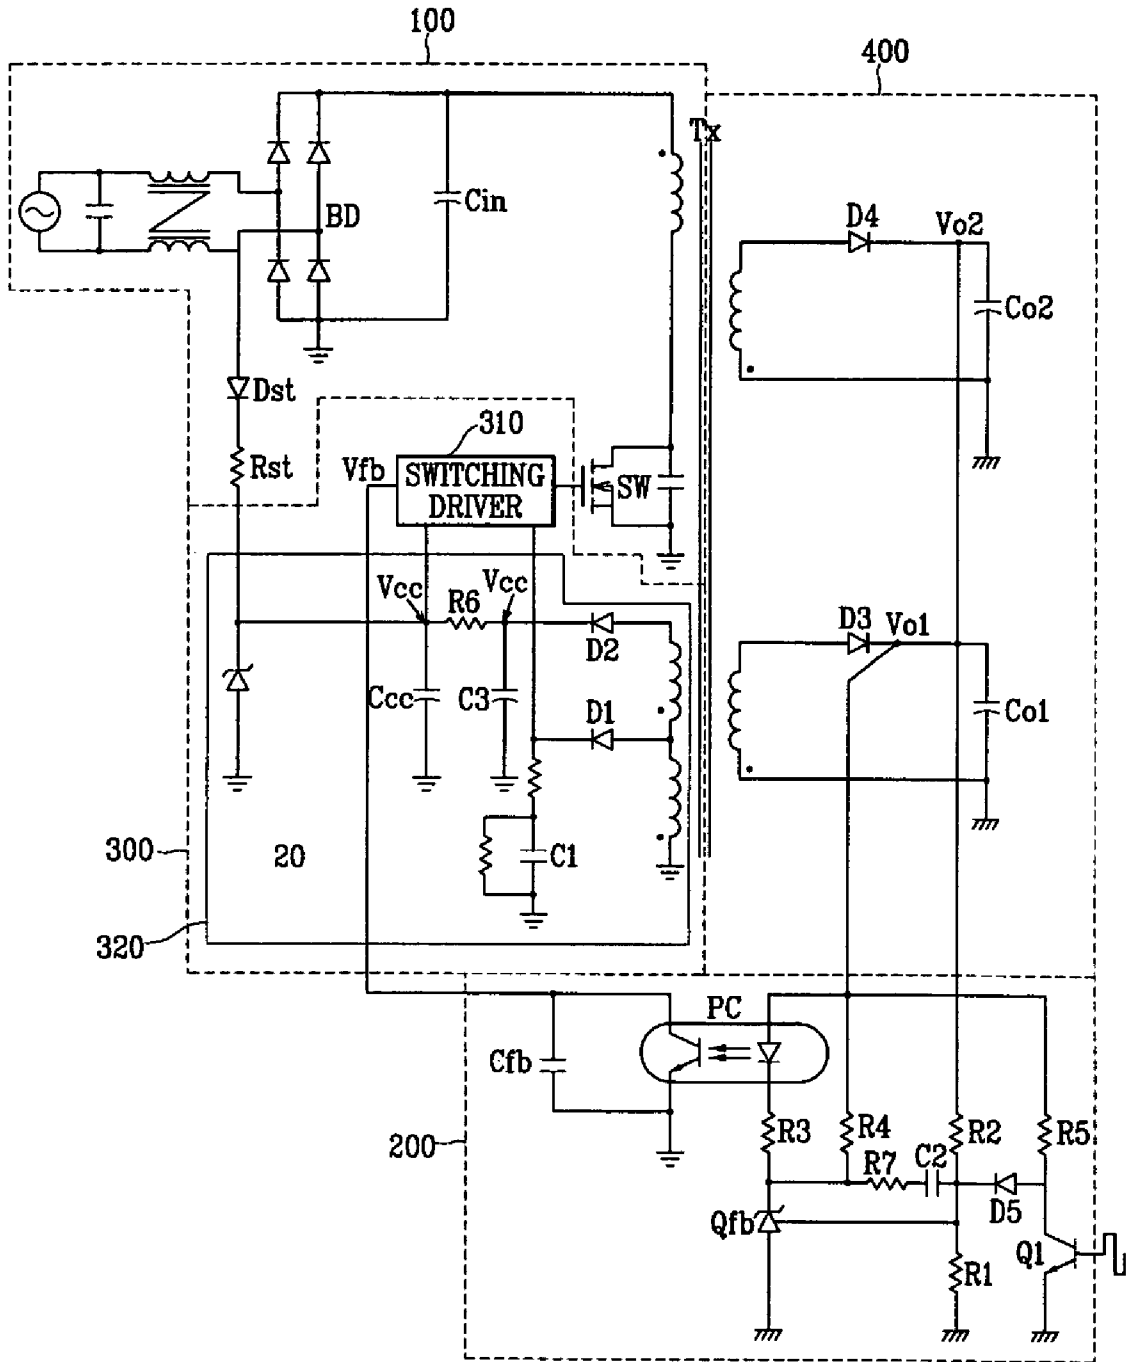 100
400
Tx
BD
Cin
D4
Vo2
Co2
Dst
310
Rst
Vfb
SWITCHING
DRIVER
SW
Vcc
R6
Vcc
D2
D3
Vo1
Ccc
C3
D1
Co1
300
20
C1
320
PC
Cfb
200
R3
R4
R7
C2
R2
R5
D5
Qfb
R1
Q1